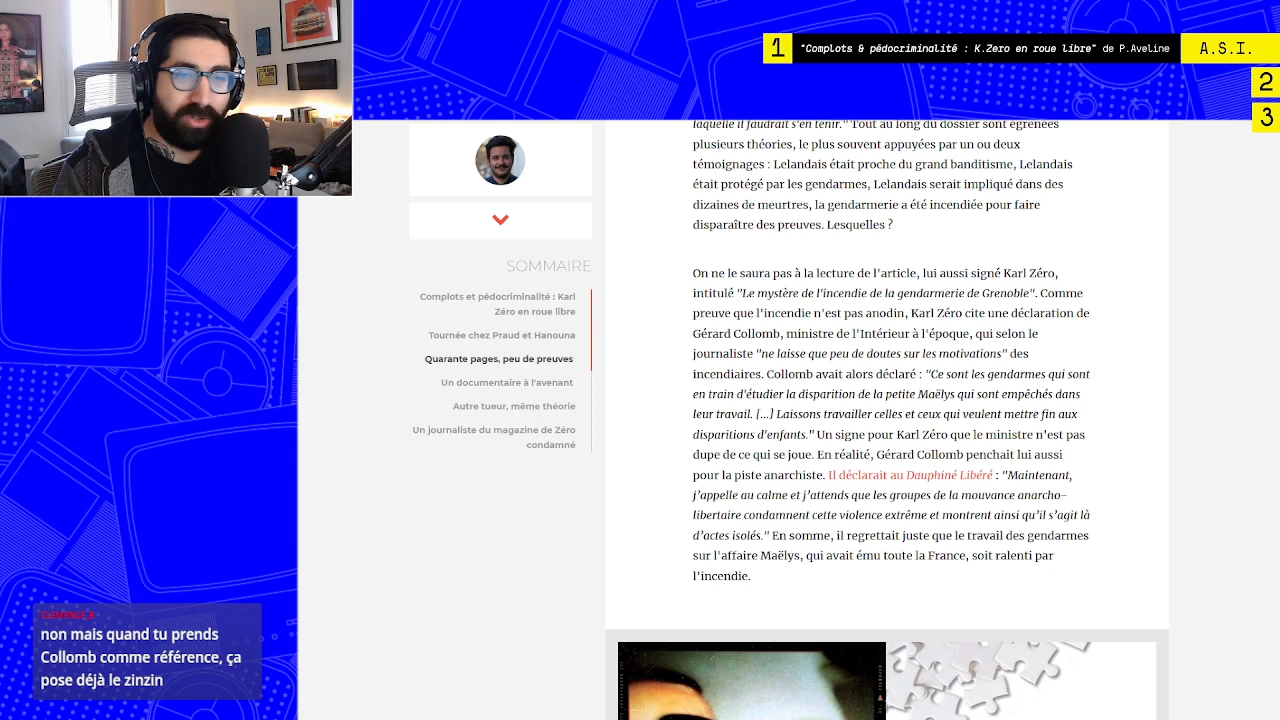 1 "Complots & pédocriminalité : K.Zero en roue libre" de P.Aveline A.S.I.
2
3
laquelle il faudrait s'en tenir." Tout au long du dossier sont égrenées
plusieurs théories, le plus souvent appuyées par un ou deux
témoignages : Lelandais était proche du grand banditisme, Lelandais
était protégé par les gendarmes, Lelandais serait impliqué dans des
dizaines de meurtres, la gendarmerie a été incendiée pour faire
disparaître des preuves. Lesquelles ?
SOMMAIRE
Complots et pédocriminalité : Karl
Zéro en roue libre
Tournée chez Praud et Hanouna
Quarante pages, peu de preuves
Un documentaire à l'avenant
Autre tueur, même théorie
Un journaliste du magazine de Zéro
condamné
On ne le saura pas à la lecture de l'article, lui aussi signé Karl Zéro,
intitulé "Le mystère de l'incendie de la gendarmerie de Grenoble". Comme
preuve que l'incendie n'est pas anodin, Karl Zéro cite une déclaration de
Gérard Collomb, ministre de l'Intérieur à l'époque, qui selon le
journaliste "ne laisse que peu de doutes sur les motivations" des
incendiaires. Collomb avait alors déclaré : "Ce sont les gendarmes qui sont
en train d'étudier la disparition de la petite Maëlys qui sont empêchés dans
leur travail. [...] Laissons travailler celles et ceux qui veulent mettre fin aux
disparitions d'enfants." Un signe pour Karl Zéro que le ministre n'est pas
dupe de ce qui se joue. En réalité, Gérard Collomb penchait lui aussi
pour la piste anarchiste. Il déclarait au Dauphiné Libéré : "Maintenant,
j'appelle au calme et j'attends que les groupes de la mouvance anarcho-
libertaire condamnent cette violence extrême et montrent ainsi qu'il s'agit là
d'actes isolés." En somme, il regrettait juste que le travail des gendarmes
sur l'affaire Maëlys, qui avait ému toute la France, soit ralenti par
l'incendie.
non mais quand tu prends
Collomb comme référence, ça
pose déjà le zinzin